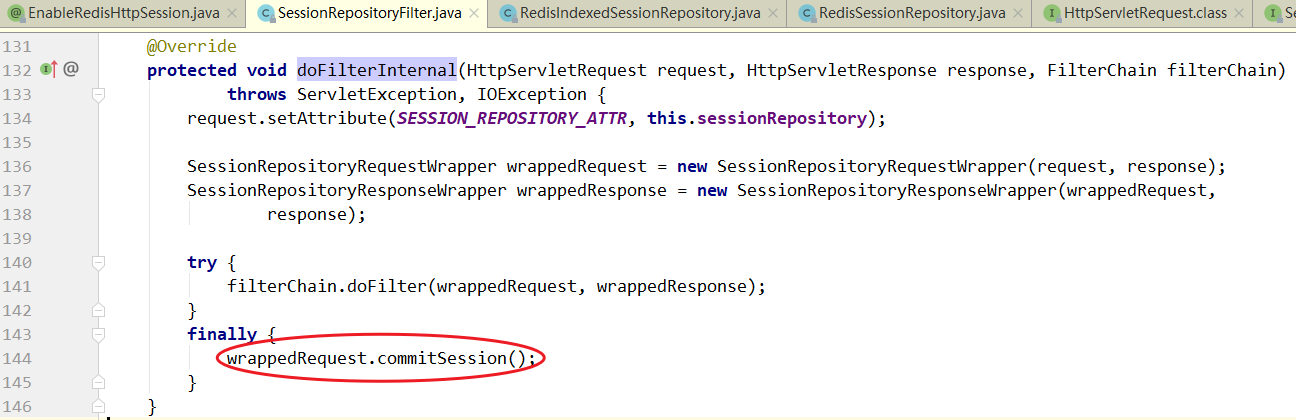 EnableRedisHttpSession.java × SessionRepositoryFilter.java × RedisIndexedSessionRepository.java × RedisSessionRepository.java × HttpServletRequest.class × Se
131 @Override
132 @ protected void doFilterInternal(HttpServletRequest request, HttpServletResponse response, FilterChain filterChain)
133 throws ServletException, IOException {
134 request.setAttribute(SESSION_REPOSITORY_ATTR, this.sessionRepository);
135
136 SessionRepositoryRequestWrapper wrappedRequest = new SessionRepositoryRequestWrapper(request, response);
137 SessionRepositoryResponseWrapper wrappedResponse = new SessionRepositoryResponseWrapper(wrappedRequest,
138 response);
139
140 try {
141 filterChain.doFilter(wrappedRequest, wrappedResponse);
142 }
143 finally {
144 wrappedRequest.commitSession();
145 }
146 }